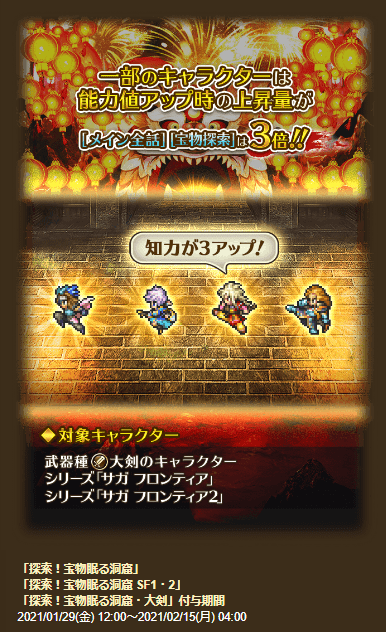 一部のキャラクターは
能力値アップ時の上昇量が
[メイン全話][宝物探索]は3倍!!
知力が3アップ!
◆対象キャラクター
武器種 大剣のキャラクター
シリーズ「サガ フロンティア」
シリーズ「サガ フロンティア2」
「探索！宝物眠る洞窟」
「探索！宝物眠る洞窟 SF1・2」
「探索！宝物眠る洞窟・大剣」付与期間
2021/01/29(金) 12:00～2021/02/15(月) 04:00